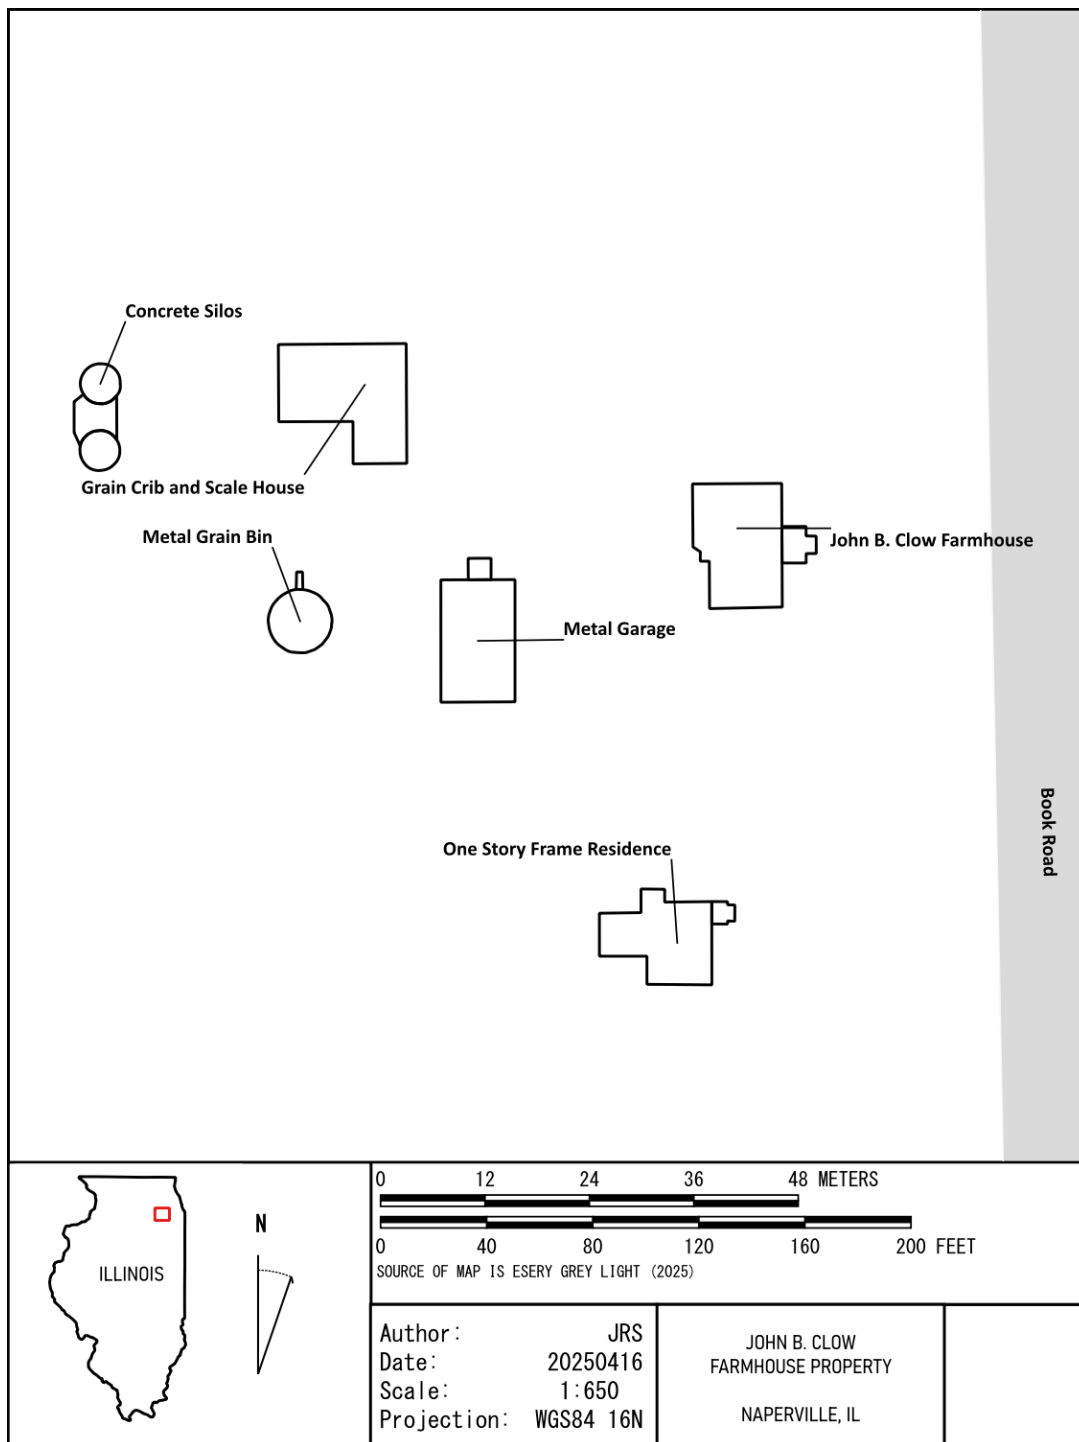 Concrete Silos
Grain Crib and Scale House
Metal Grain Bin
John B. Clow Farmhouse
Metal Garage
Book Road
One Story Frame Residence
ILLINOIS
N
0 12 24 36 48 METERS
0 40 80 120 160 200 FEET
SOURCE OF MAP IS ESERY GREY LIGHT (2025)
Author: JRS
Date: 20250416
Scale: 1:650
Projection: WGS84 16N
JOHN B. CLOW
FARMHOUSE PROPERTY
NAPERVILLE, IL